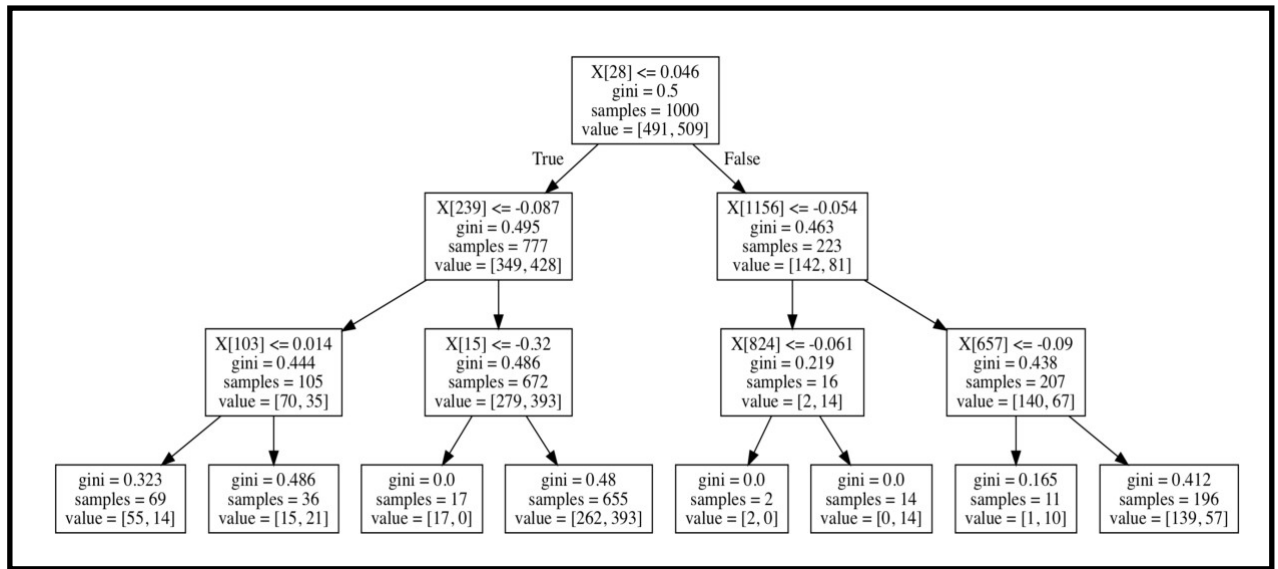 X[28] <= 0.046
gini = 0.5
samples = 1000
value = [491, 509]
True
False
X[239] <= -0.087
gini = 0.495
samples = 777
value = [349, 428]
X[1156] <= -0.054
gini = 0.463
samples = 223
value = [142, 81]
X[103] <= 0.014
gini = 0.444
samples = 105
value = [70, 35]
X[15] <= -0.32
gini = 0.486
samples = 672
value = [279, 393]
X[824] <= -0.061
gini = 0.219
samples = 16
value = [2, 14]
X[657] <= -0.09
gini = 0.438
samples = 207
value = [140, 67]
gini = 0.323
samples = 69
value = [55, 14]
gini = 0.486
samples = 36
value = [15, 21]
gini = 0.0
samples = 17
value = [17, 0]
gini = 0.48
samples = 655
value = [262, 393]
gini = 0.0
samples = 2
value = [2, 0]
gini = 0.0
samples = 14
value = [0, 14]
gini = 0.165
samples = 11
value = [1, 10]
gini = 0.412
samples = 196
value = [139, 57]